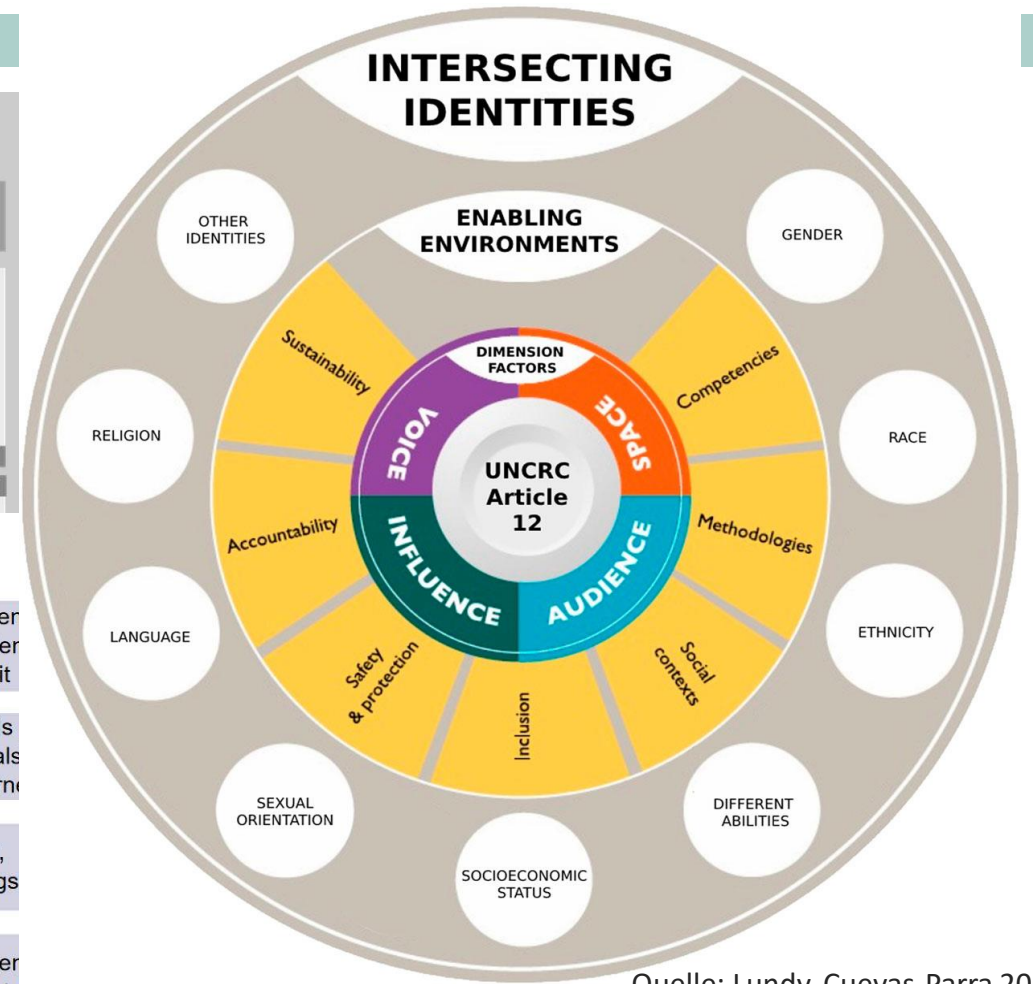 INTERSECTING
IDENTITIES
OTHER
IDENTITIES
GENDER
ENABLING
ENVIRONMENTS
Sustainability
Competencies
DIMENSION
FACTORS
VOICE
SPACE
RELIGION
RACE
UNCRC
Article
12
Accountability
Methodologies
INFLUENCE
AUDIENCE
LANGUAGE
ETHNICITY
Safety
& protection
Social
contexts
Inclusion
SEXUAL
ORIENTATION
DIFFERENT
ABILITIES
SOCIOECONOMIC
STATUS
Quelle: Lundy, Cuevas-Parra 20